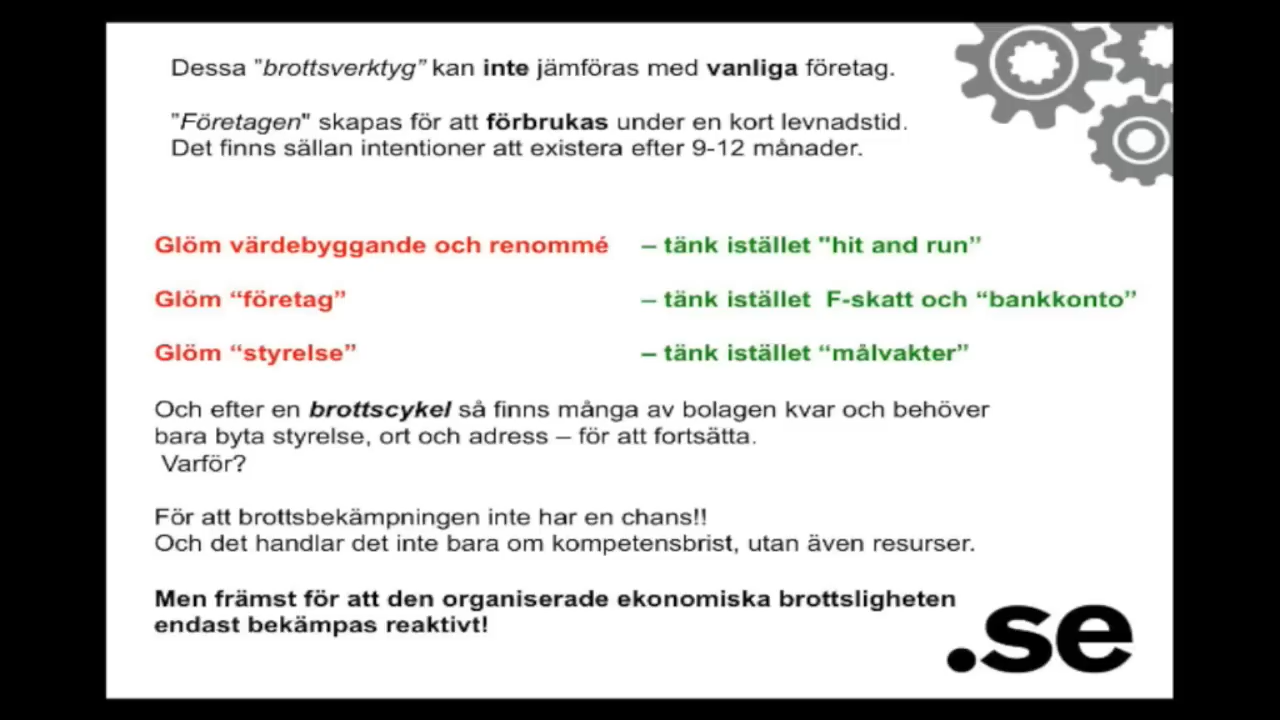 Dessa "brottsverktyg” kan inte jämföras med vanliga företag.
”Företagen" skapas för att förbrukas under en kort levnadstid.
Det finns sällan intentioner att existera efter 9-12 månader.
Glöm värdebyggande och renommé – tänk istället "hit and run”
Glöm “företag” – tänk istället F-skatt och “bankkonto”
Glöm “styrelse” – tänk istället “målvakter”
Och efter en brottscykel så finns många av bolagen kvar och behöver
bara byta styrelse, ort och adress – för att fortsätta.
Varför?
För att brottsbekämpningen inte har en chans!!
Och det handlar det inte bara om kompetensbrist, utan även resurser.
Men främst för att den organiserade ekonomiska brottsligheten
endast bekämpas reaktivt!
.se